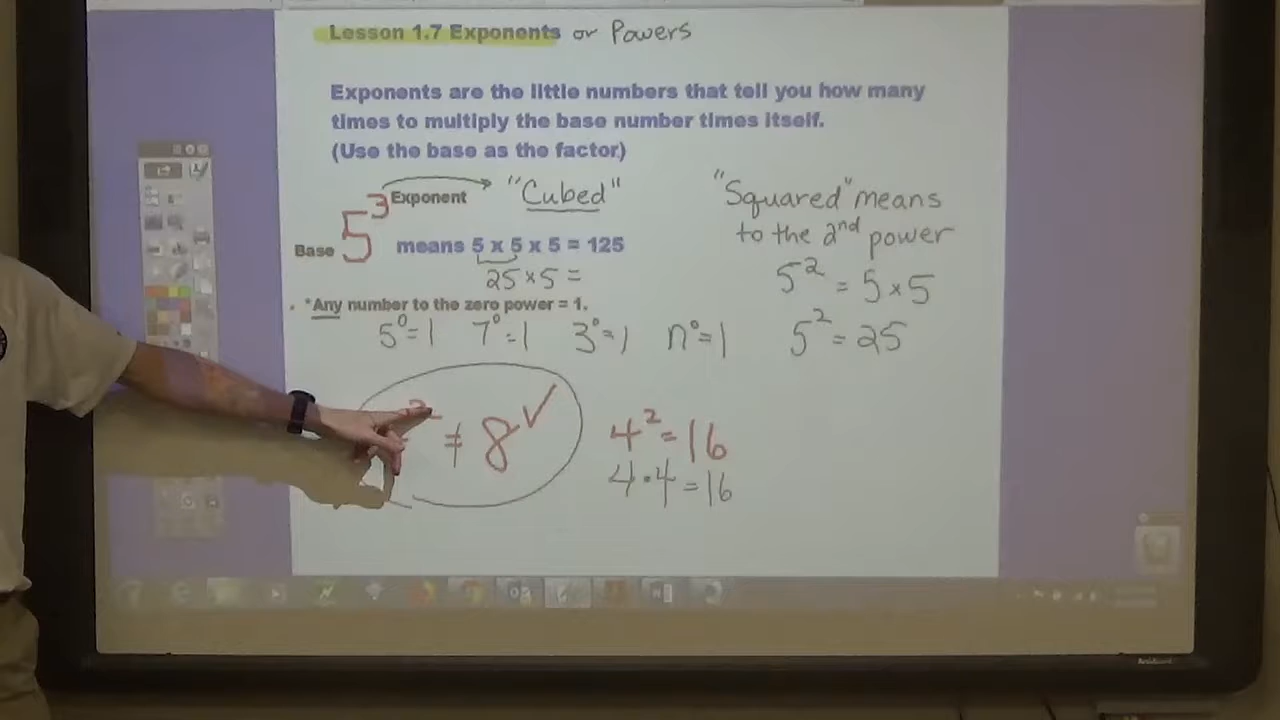 Lesson 1.7 Exponents or Powers
Exponents are the little numbers that tell you how many
times to multiply the base number times itself.
(Use the base as the factor.)
3 Exponent "Cubed"
Base 5 means 5 x 5 x 5 = 125
25 × 5 =
*Any number to the zero power = 1.
5⁰ = 1 7⁰ = 1 3⁰ = 1 n⁰ = 1
"Squared" means
to the 2nd power
5² = 5 × 5
5² = 25
² ≠ 8 ✓
4² = 16
4 · 4 = 16